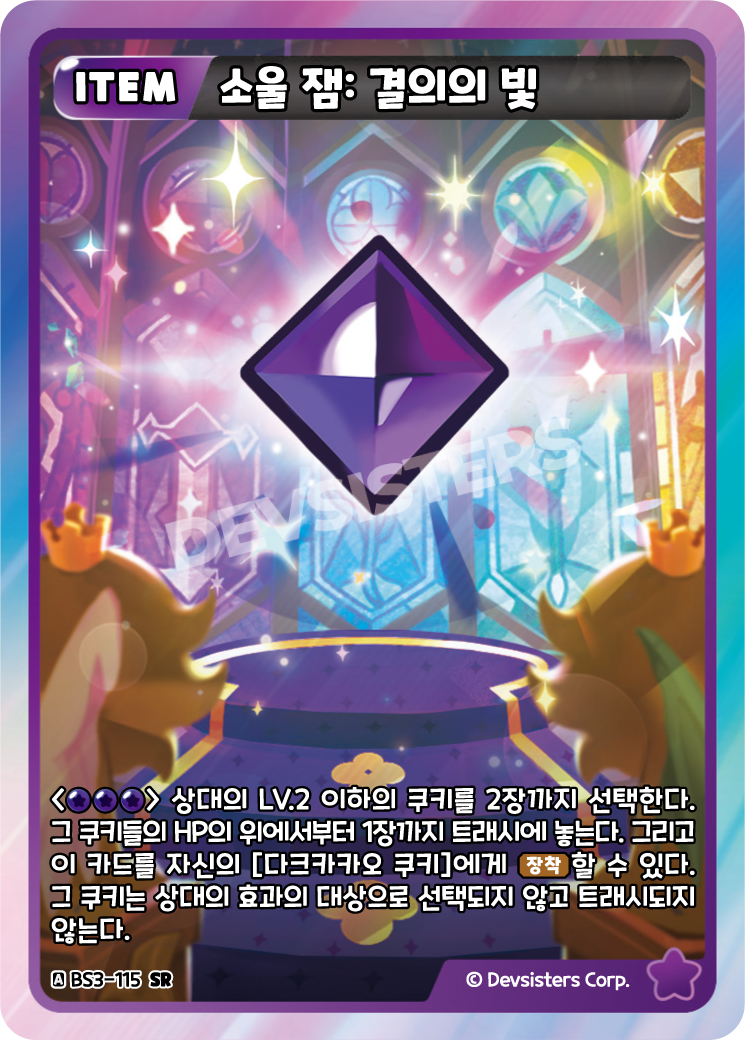 ITEM 소울 잼: 결의의 빛
DEVSISTERS
<★★★> 상대의 LV.2 이하의 쿠키를 2장까지 선택한다.
그 쿠키들의 HP의 위에서부터 1장까지 트래시에 놓는다. 그리고
이 카드를 자신의 [다크카카오 쿠키]에게 장착 할 수 있다.
그 쿠키는 상대의 효과의 대상으로 선택되지 않고 트래시되지
않는다.
A BS3-115 SR © Devsisters Corp.